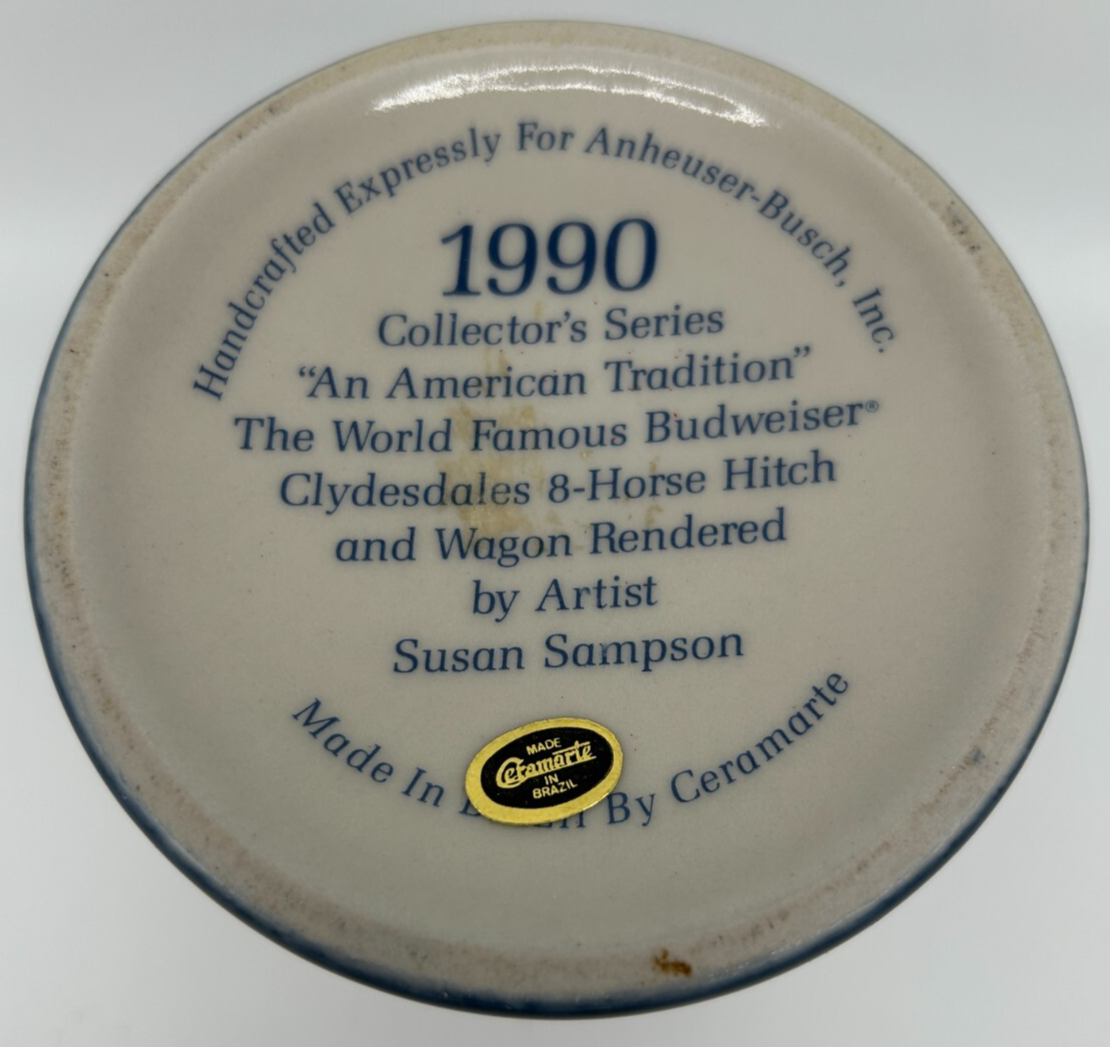 Handcrafted Expressly For Anheuser-Busch, Inc.
1990
Collector's Series
“An American Tradition”
The World Famous Budweiser®
Clydesdales 8-Horse Hitch
and Wagon Rendered
by Artist
Susan Sampson
Made In By Ceramarte
MADE
Ceramarte
IN
BRAZIL